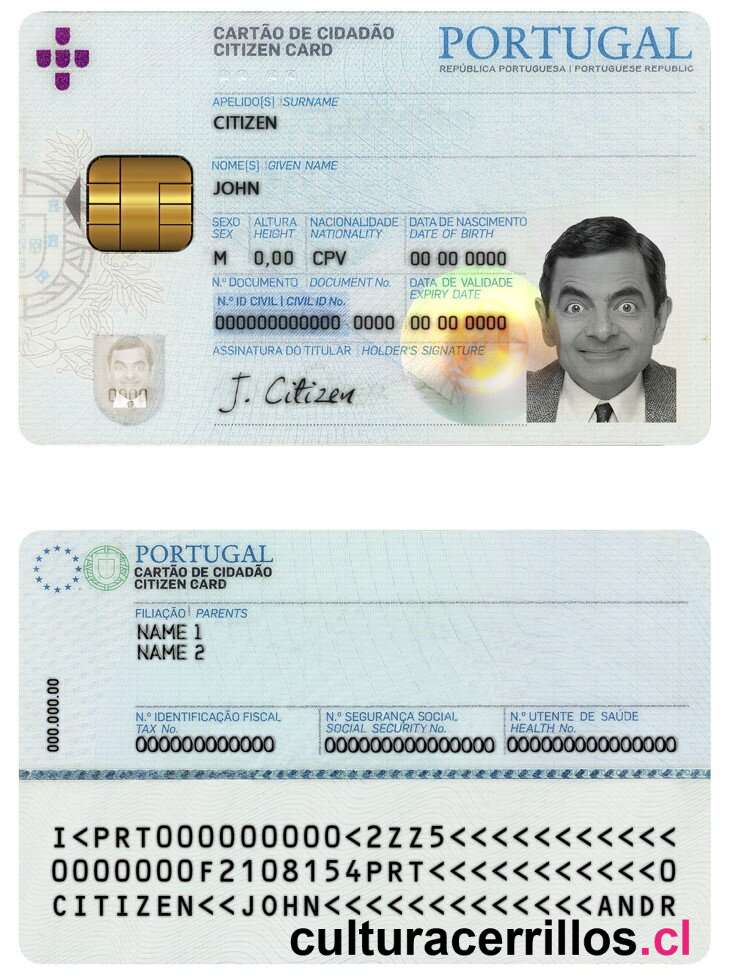 CARTÃO DE CIDADÃO
CITIZEN CARD
PORTUGAL
REPÚBLICA PORTUGUESA | PORTUGUESE REPUBLIC
APELIDO[S] | SURNAME
CITIZEN
NOME[S] | GIVEN NAME
JOHN
SEXO ALTURA NACIONALIDADE DATA DE NASCIMENTO
SEX HEIGHT NATIONALITY DATE OF BIRTH
M 0,00 CPV 00 00 0000
N.º DOCUMENTO | DOCUMENT No. DATA DE VALIDADE
N.º ID CIVIL | CIVIL ID No. EXPIRY DATE
000000000000 0000 00 00 0000
ASSINATURA DO TITULAR | HOLDER'S SIGNATURE
J. Citizen
PORTUGAL
CARTÃO DE CIDADÃO
CITIZEN CARD
FILIAÇÃO | PARENTS
NAME 1
NAME 2
000.000.00
N.º IDENTIFICAÇÃO FISCAL N.º SEGURANÇA SOCIAL N.º UTENTE DE SAÚDE
TAX No. SOCIAL SECURITY No. HEALTH No.
000000000000 000000000000000 000000000000000
I<PRT000000000<2ZZ5<<<<<<<<<<<
0000000F2108154PRT<<<<<<<<<<<0
CITIZEN<<JOHN<<<<<<<<<<<<<ANDR
culturacerrillos.cl